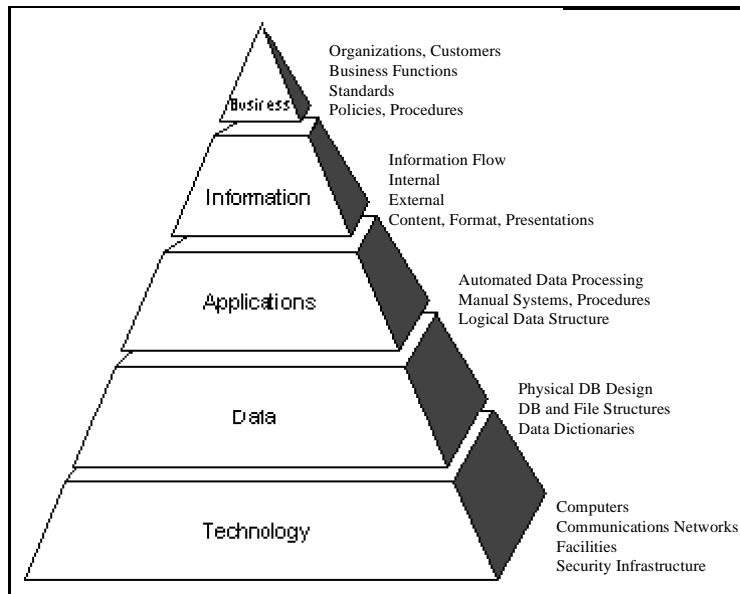 Business
Organizations, Customers
Business Functions
Standards
Policies, Procedures
Information
Information Flow
Internal
External
Content, Format, Presentations
Applications
Automated Data Processing
Manual Systems, Procedures
Logical Data Structure
Data
Physical DB Design
DB and File Structures
Data Dictionaries
Technology
Computers
Communications Networks
Facilities
Security Infrastructure